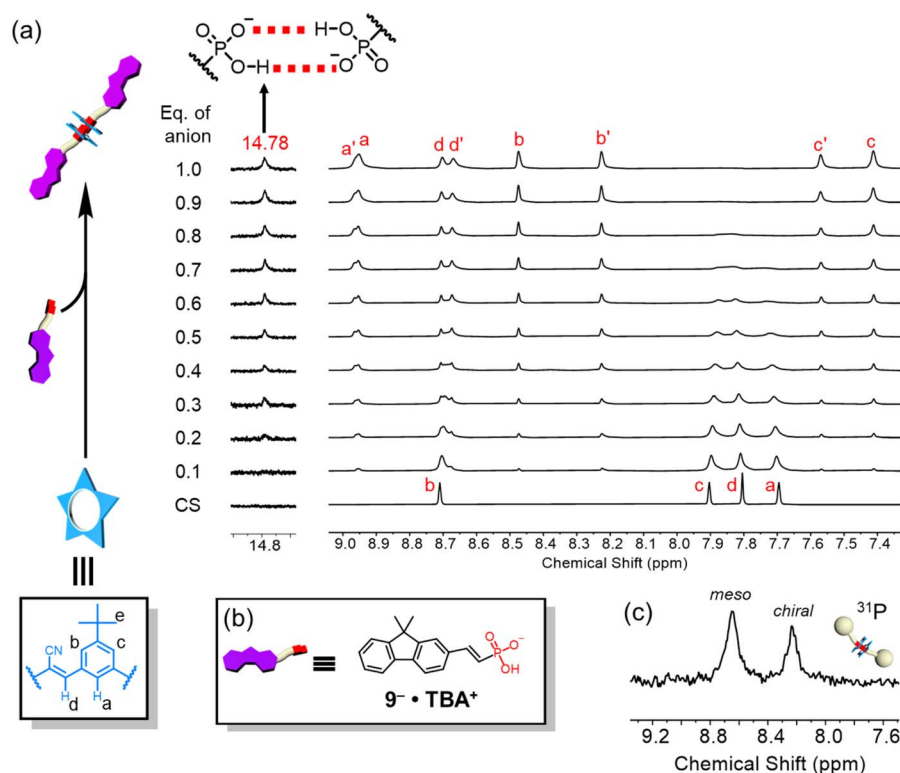 (a)
O⁻ HO
O P P
O-H ⁻O O
Eq. of
anion
14.78
a' a d d' b b' c' c
1.0
0.9
0.8
0.7
0.6
0.5
0.4
0.3
0.2
0.1
CS
b c d a
14.8
9.0 8.9 8.8 8.7 8.6 8.5 8.4 8.3 8.2 8.1 8.0 7.9 7.8 7.7 7.6 7.5 7.4
Chemical Shift (ppm)
e
b c
CN
H H
d a
(b)
O O⁻
P
OH
9⁻ • TBA⁺
(c)
meso
chiral
³¹P
9.2 8.8 8.4 8.0 7.6
Chemical Shift (ppm)